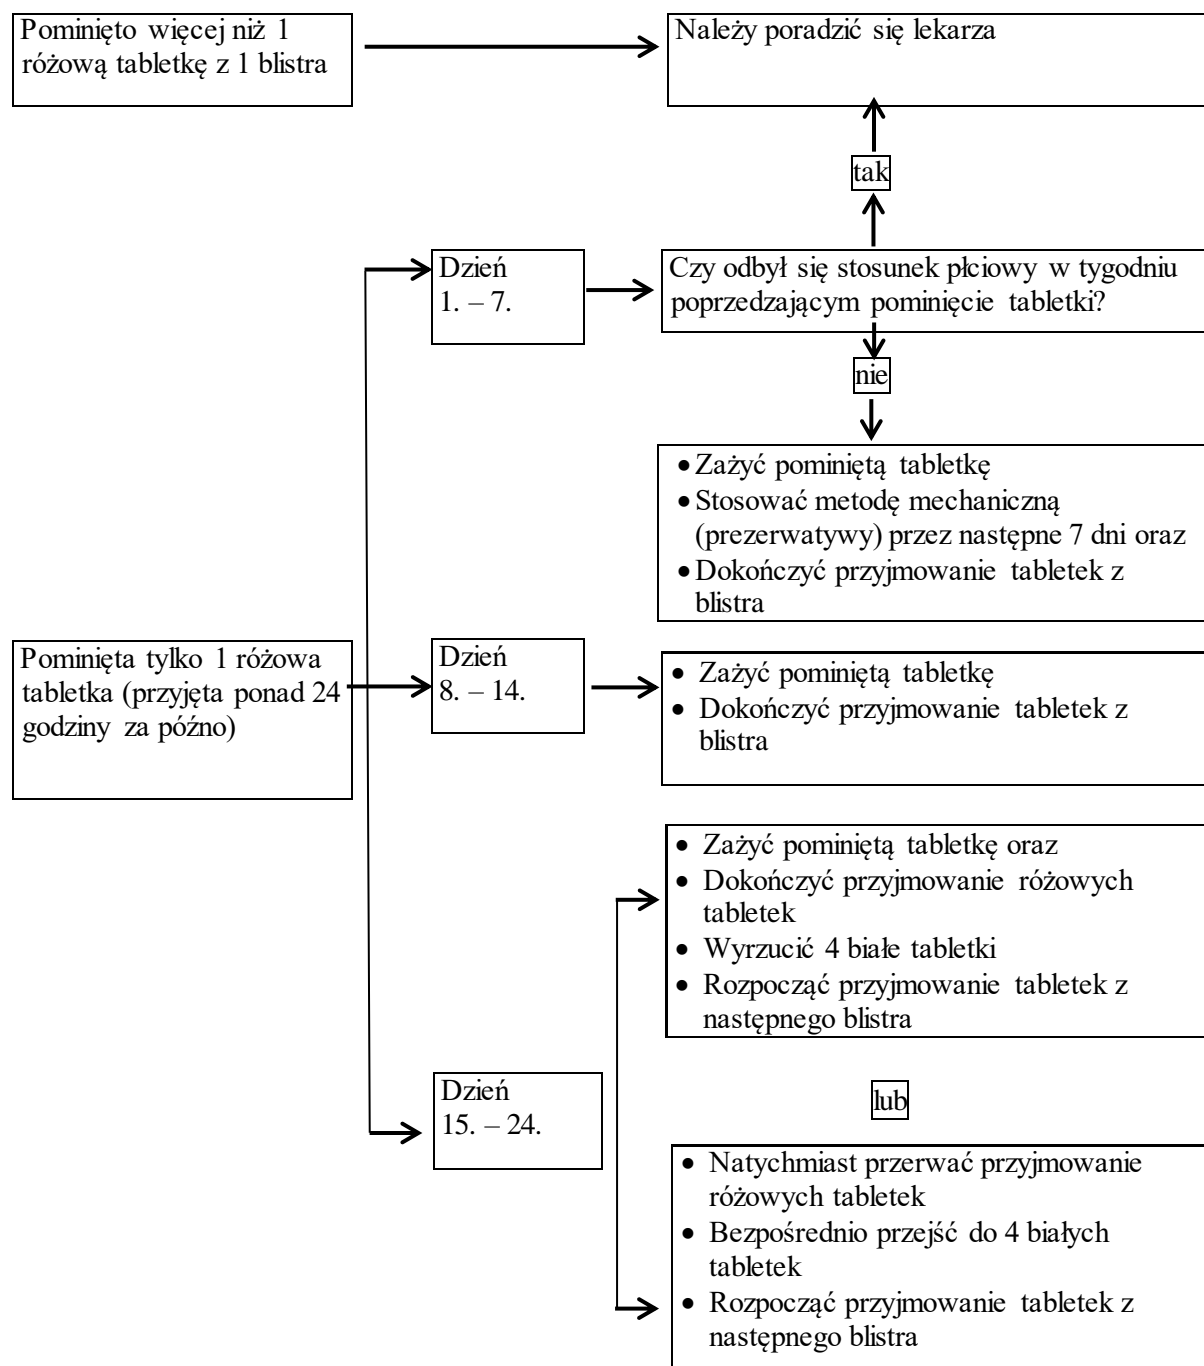 Pominięto więcej niż 1
różową tabletkę z 1 blistra
Należy poradzić się lekarza
tak
Dzień
1. – 7.
Czy odbył się stosunek płciowy w tygodniu
poprzedzającym pominięcie tabletki?
nie
• Zażyć pominiętą tabletkę
• Stosować metodę mechaniczną
(prezerwatywy) przez następne 7 dni oraz
• Dokończyć przyjmowanie tabletek z
blistra
Pominięta tylko 1 różowa
tabletka (przyjęta ponad 24
godziny za późno)
Dzień
8. – 14.
• Zażyć pominiętą tabletkę
• Dokończyć przyjmowanie tabletek z
blistra
Dzień
15. – 24.
• Zażyć pominiętą tabletkę oraz
• Dokończyć przyjmowanie różowych
tabletek
• Wyrzucić 4 białe tabletki
• Rozpocząć przyjmowanie tabletek z
następnego blistra
lub
• Natychmiast przerwać przyjmowanie
różowych tabletek
• Bezpośrednio przejść do 4 białych
tabletek
• Rozpocząć przyjmowanie tabletek z
następnego blistra